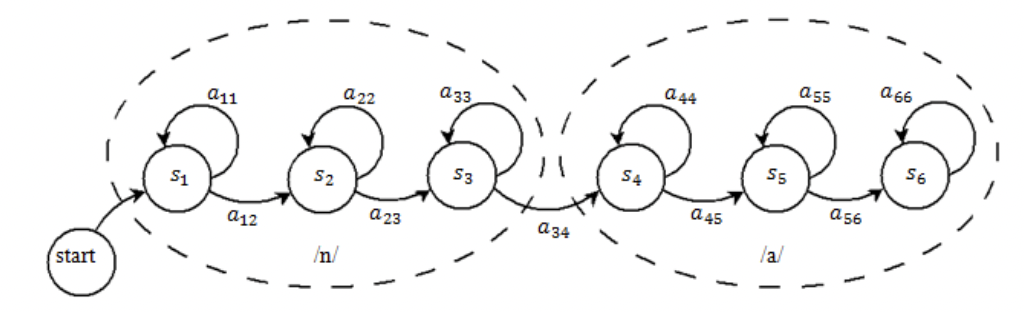 a₁₁ a₂₂ a₃₃ a₄₄ a₅₅ a₆₆
s₁ s₂ s₃ s₄ s₅ s₆
a₁₂ a₂₃ a₃₄ a₄₅ a₅₆
start /n/ /a/